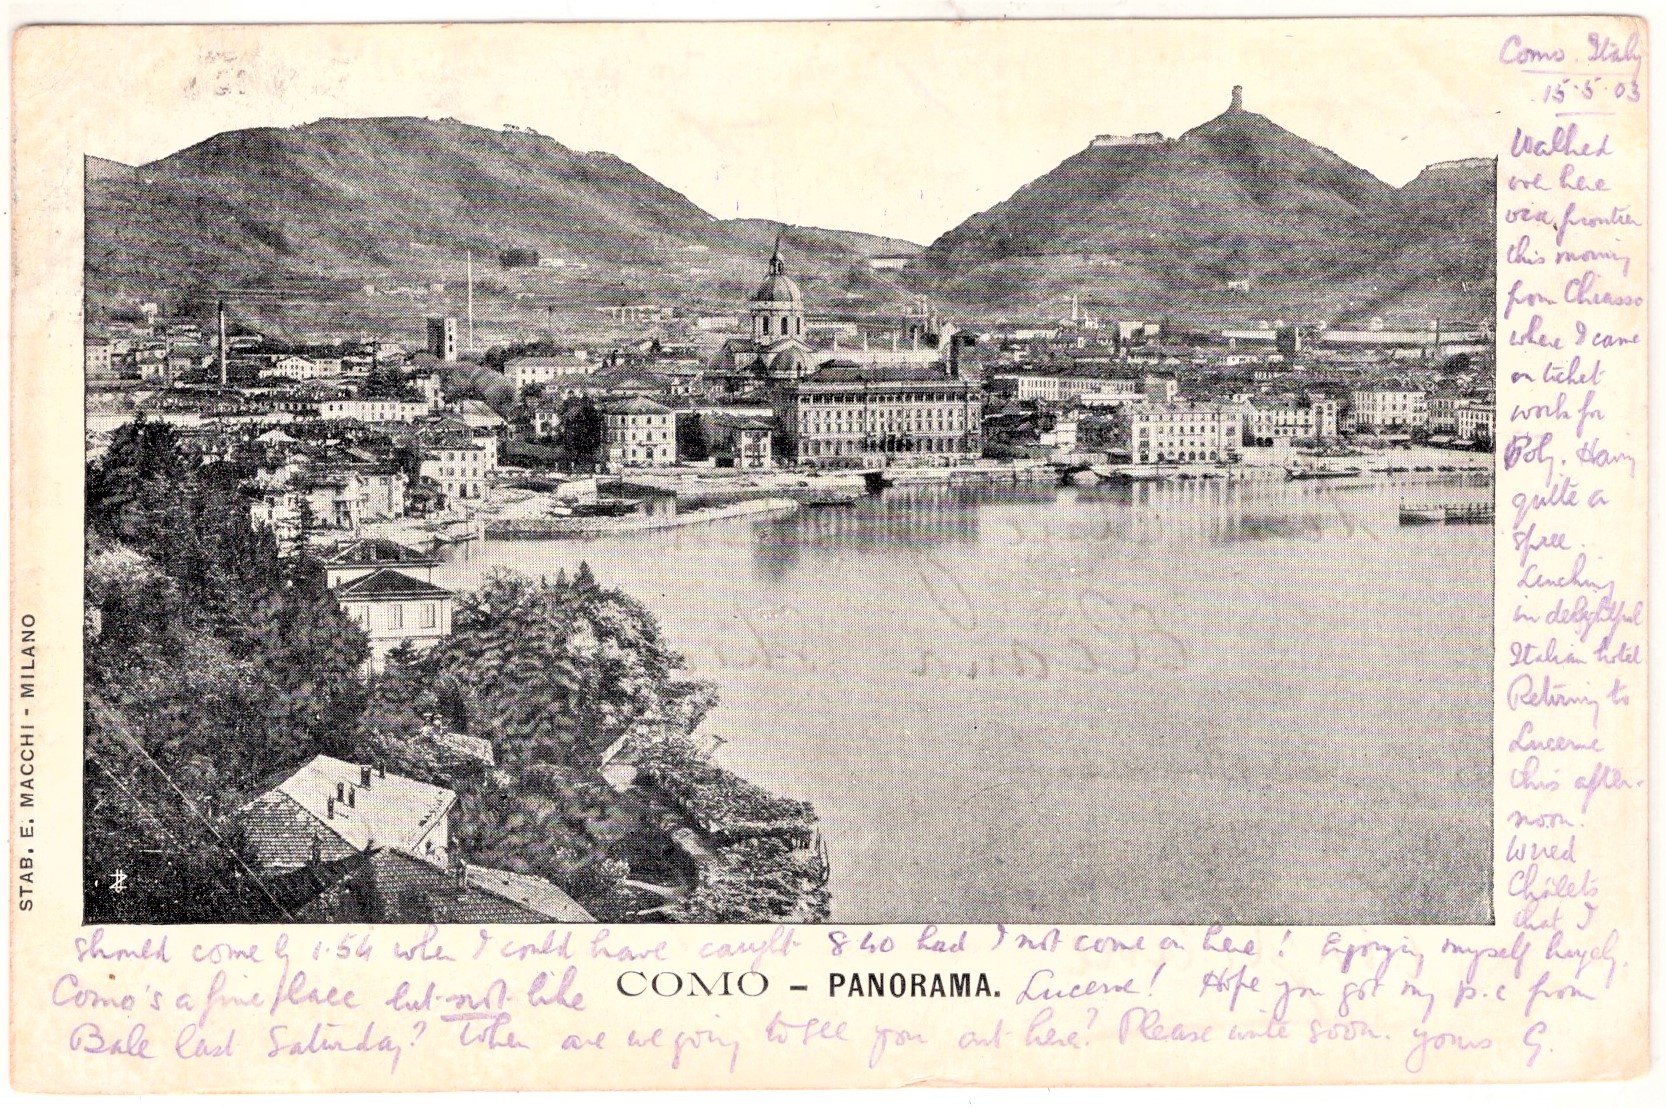 Como. Italy
15.5.03
Walked
over here
via frontier
this morning
from Chiasso
where I came
on ticket
work for
Poly. Having
quite a
spree.
Lunching
in delightful
Italian hotel
Returning to
Lucerne
this after-
noon.
Wired
Châlets
that I
should come by 1.54 when I could have caught 8 40 had I not come on here! Enjoying myself hugely.
Como's a fine place but not like Lucerne! Hope you got my p.c from
Bale last Saturday? When are we going to see you out here? Please write soon. Yours G.
COMO – PANORAMA.
STAB. E. MACCHI - MILANO